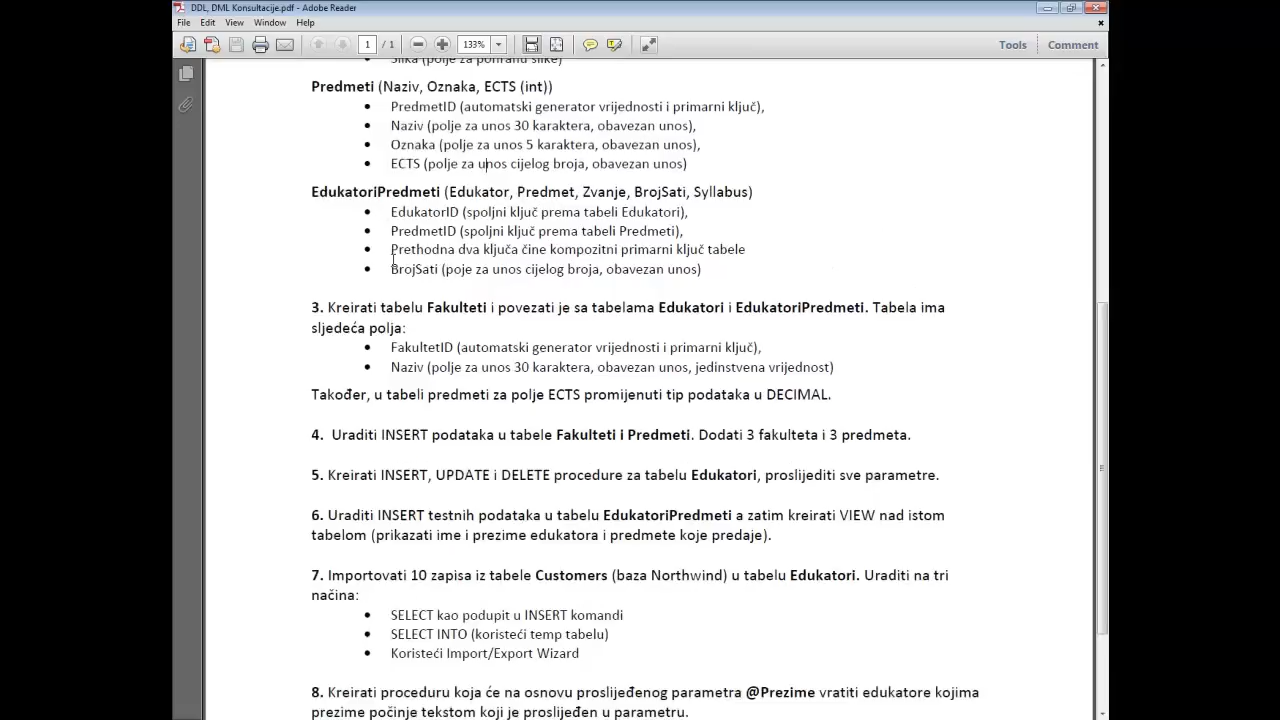 DDL, DML Konsultacije.pdf - Adobe Reader
File Edit View Window Help
1 / 1 133% Tools Comment
Slika (polje za pohranu slike)
Predmeti (Naziv, Oznaka, ECTS (int))
• PredmetID (automatski generator vrijednosti i primarni ključ),
• Naziv (polje za unos 30 karaktera, obavezan unos),
• Oznaka (polje za unos 5 karaktera, obavezan unos),
• ECTS (polje za unos cijelog broja, obavezan unos)
EdukatoriPredmeti (Edukator, Predmet, Zvanje, BrojSati, Syllabus)
• EdukatorID (spoljni ključ prema tabeli Edukatori),
• PredmetID (spoljni ključ prema tabeli Predmeti),
• Prethodna dva ključa čine kompozitni primarni ključ tabele
• BrojSati (poje za unos cijelog broja, obavezan unos)
3. Kreirati tabelu Fakulteti i povezati je sa tabelama Edukatori i EdukatoriPredmeti. Tabela ima
sljedeća polja:
• FakultetID (automatski generator vrijednosti i primarni ključ),
• Naziv (polje za unos 30 karaktera, obavezan unos, jedinstvena vrijednost)
Također, u tabeli predmeti za polje ECTS promijenuti tip podataka u DECIMAL.
4. Uraditi INSERT podataka u tabele Fakulteti i Predmeti. Dodati 3 fakulteta i 3 predmeta.
5. Kreirati INSERT, UPDATE i DELETE procedure za tabelu Edukatori, proslijediti sve parametre.
6. Uraditi INSERT testnih podataka u tabelu EdukatoriPredmeti a zatim kreirati VIEW nad istom
tabelom (prikazati ime i prezime edukatora i predmete koje predaje).
7. Importovati 10 zapisa iz tabele Customers (baza Northwind) u tabelu Edukatori. Uraditi na tri
načina:
• SELECT kao podupit u INSERT komandi
• SELECT INTO (koristeći temp tabelu)
• Koristeći Import/Export Wizard
8. Kreirati proceduru koja će na osnovu proslijeđenog parametra @Prezime vratiti edukatore kojima
prezime počinje tekstom koji je proslijeđen u parametru.